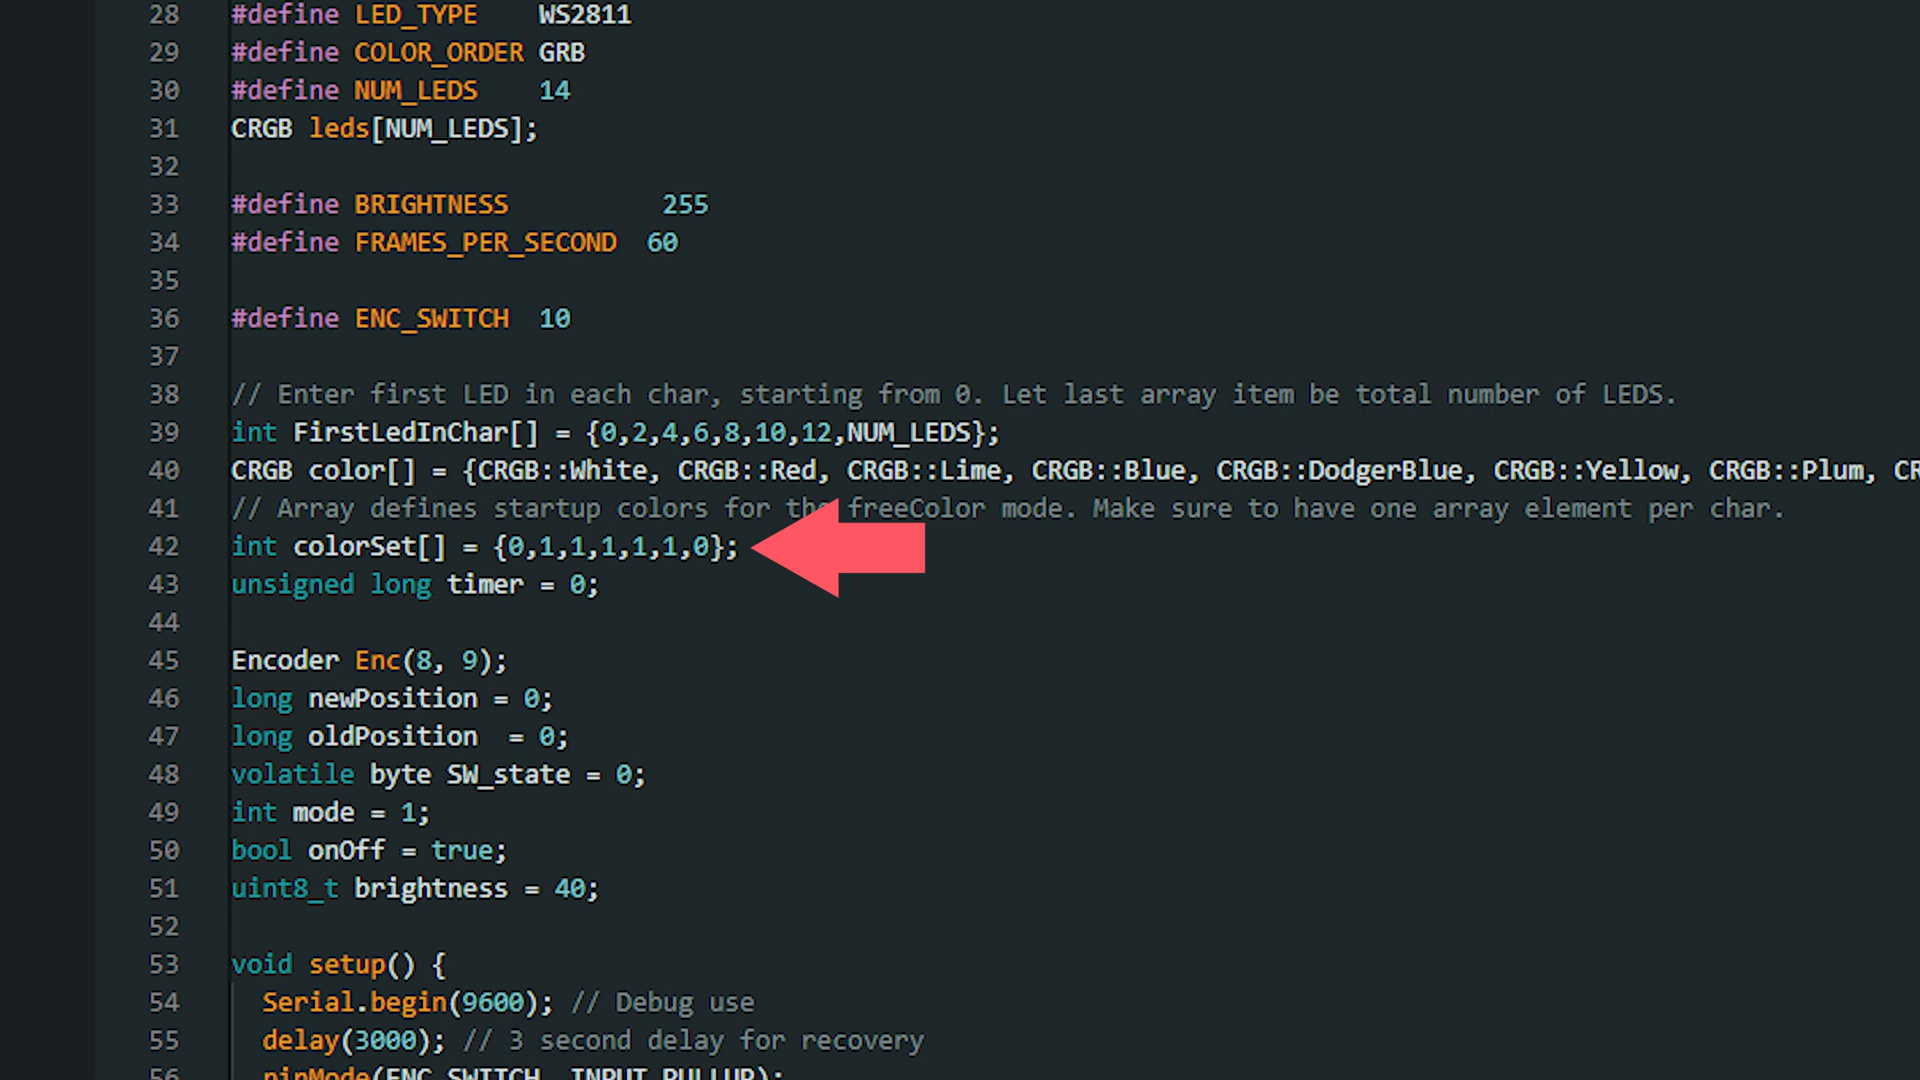 28 #define LED_TYPE    WS2811
29 #define COLOR_ORDER GRB
30 #define NUM_LEDS    14
31 CRGB leds[NUM_LEDS];
32
33 #define BRIGHTNESS          255
34 #define FRAMES_PER_SECOND  60
35
36 #define ENC_SWITCH  10
37
38 // Enter first LED in each char, starting from 0. Let last array item be total number of LEDS.
39 int FirstLedInChar[] = {0,2,4,6,8,10,12,NUM_LEDS};
40 CRGB color[] = {CRGB::White, CRGB::Red, CRGB::Lime, CRGB::Blue, CRGB::DodgerBlue, CRGB::Yellow, CRGB::Plum, CR
41 // Array defines startup colors for the freeColor mode. Make sure to have one array element per char.
42 int colorSet[] = {0,1,1,1,1,1,0};
43 unsigned long timer = 0;
44
45 Encoder Enc(8, 9);
46 long newPosition = 0;
47 long oldPosition  = 0;
48 volatile byte SW_state = 0;
49 int mode = 1;
50 bool onOff = true;
51 uint8_t brightness = 40;
52
53 void setup() {
54   Serial.begin(9600); // Debug use
55   delay(3000); // 3 second delay for recovery
56   pinMode(ENC_SWITCH, INPUT_PULLUP);